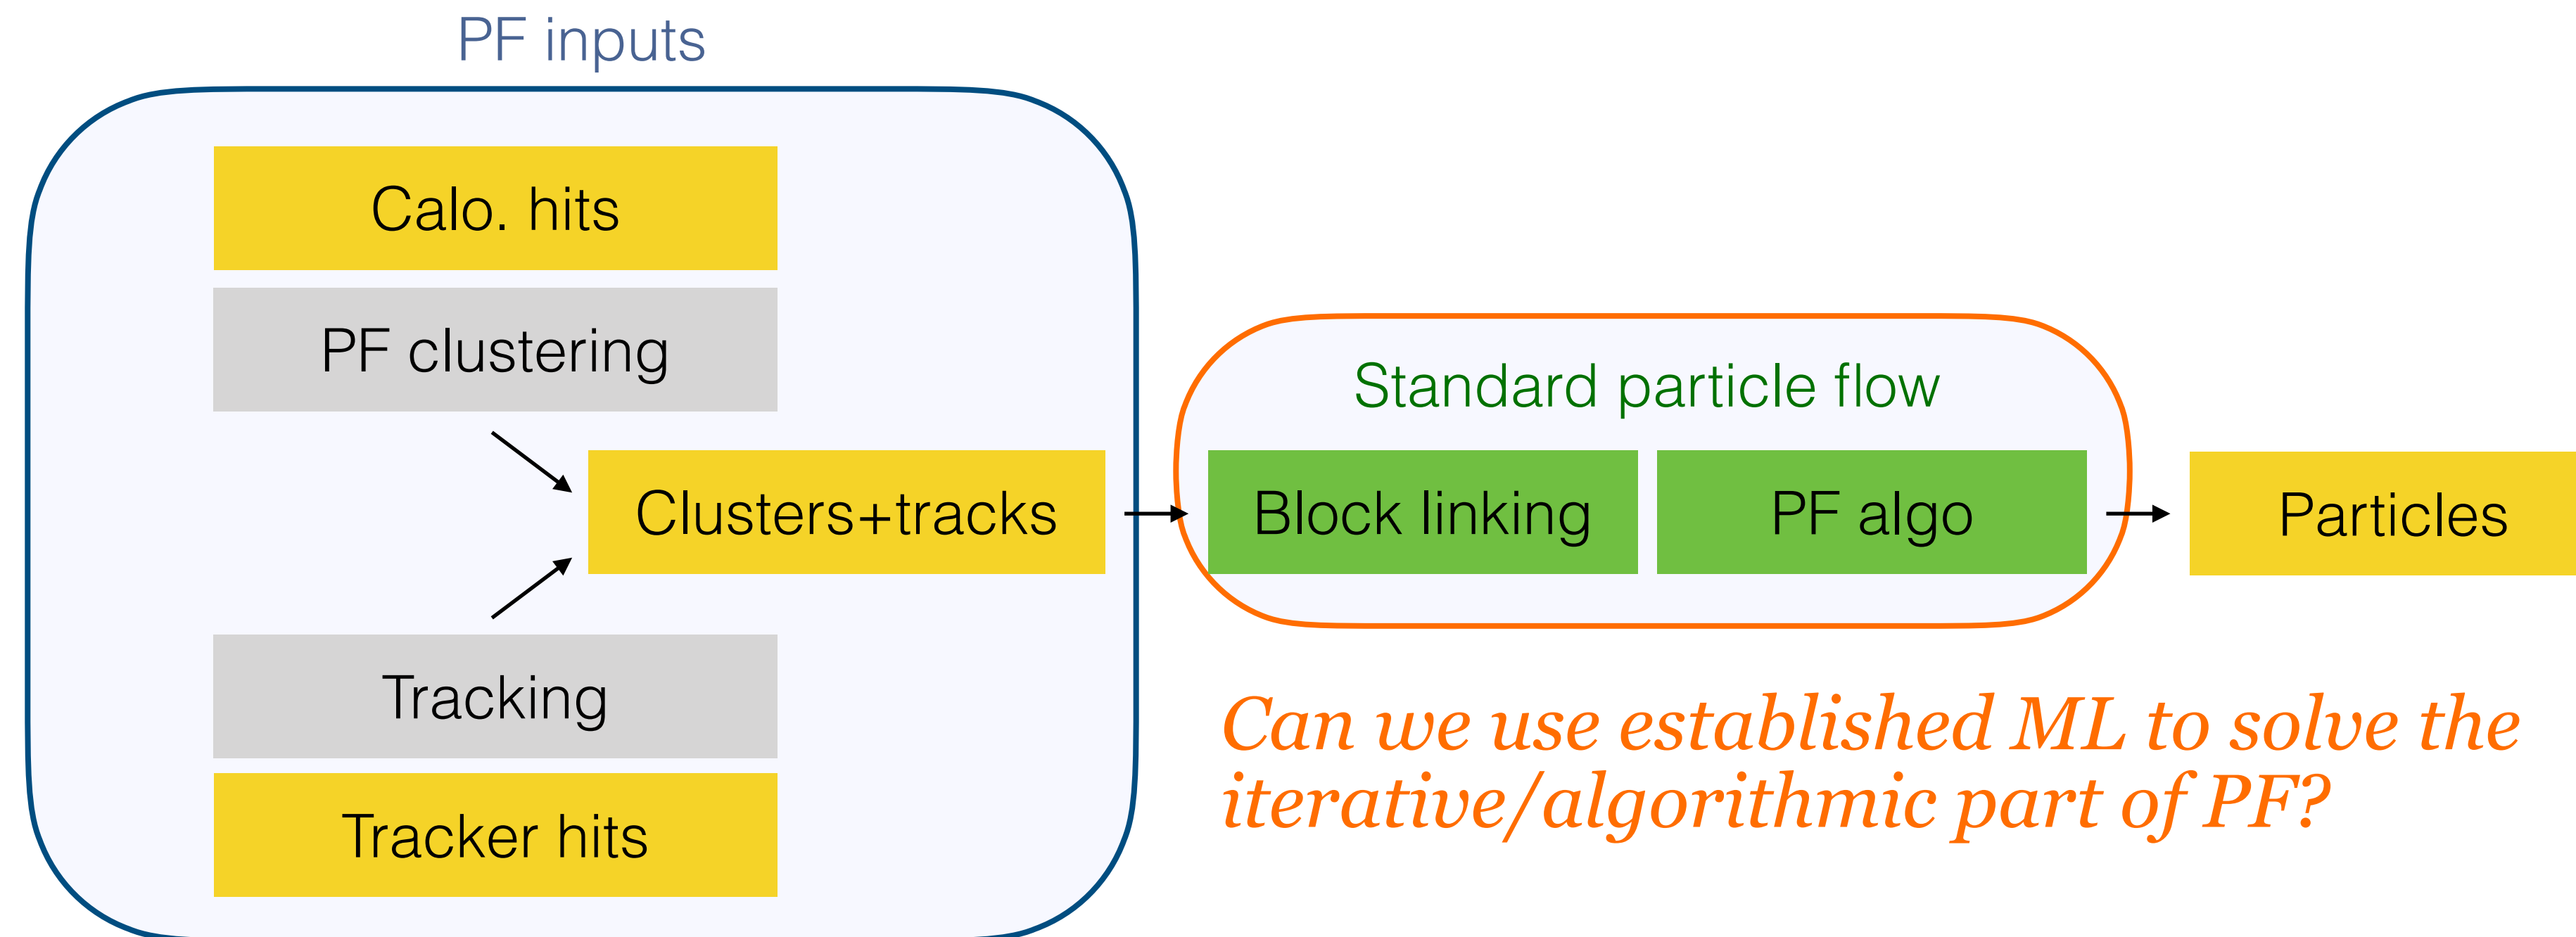 PF inputs
Calo. hits
PF clustering
Clusters+tracks
Tracking
Tracker hits
Standard particle flow
Block linking
PF algo
Particles
Can we use established ML to solve the
iterative/algorithmic part of PF?